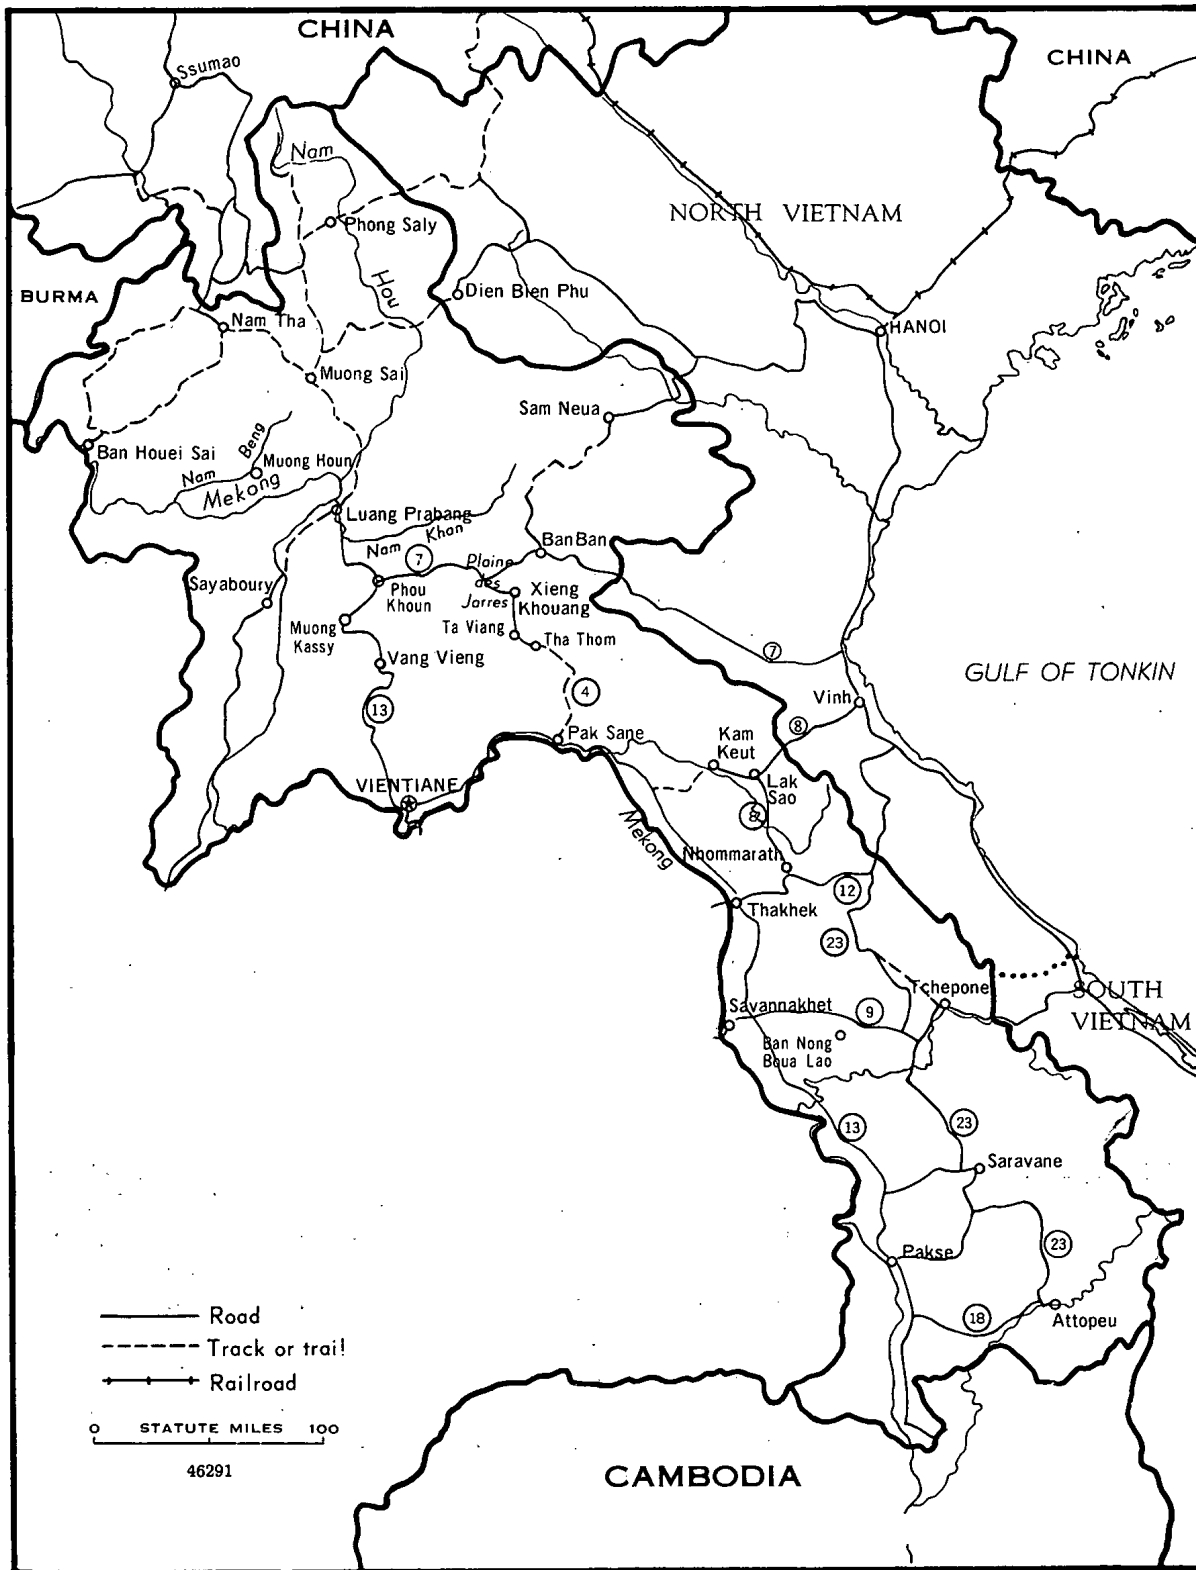 CHINA
CHINA
Ssumao
Nam
Phong Saly
NORTH VIETNAM
Hou
BURMA
Dien Bien Phu
Nam Tha
HANOI
Muong Sai
Sam Neua
Ban Houei Sai
Beng
Muong Houn
Nam
Mekong
Luang Prabang
Nam Khan
7
Plaine
des
Jarres
Ban Ban
Sayaboury
Phou
Khoun
Xieng
Khouang
Muong
Kassy
Ta Viang
Tha Thom
7
Vang Vieng
GULF OF TONKIN
4
Vinh
13
8
Pak Sane
Kam
Keut
Lak
Sao
VIENTIANE
8
Mekong
Nhommarath
12
Thakhek
23
Tchepone
SOUTH
VIETNAM
Savannakhet
9
Ban Nong
Boua Lao
13
23
Saravane
23
Pakse
Attopeu
18
Road
Track or trail
Railroad
0 STATUTE MILES 100
46291
CAMBODIA